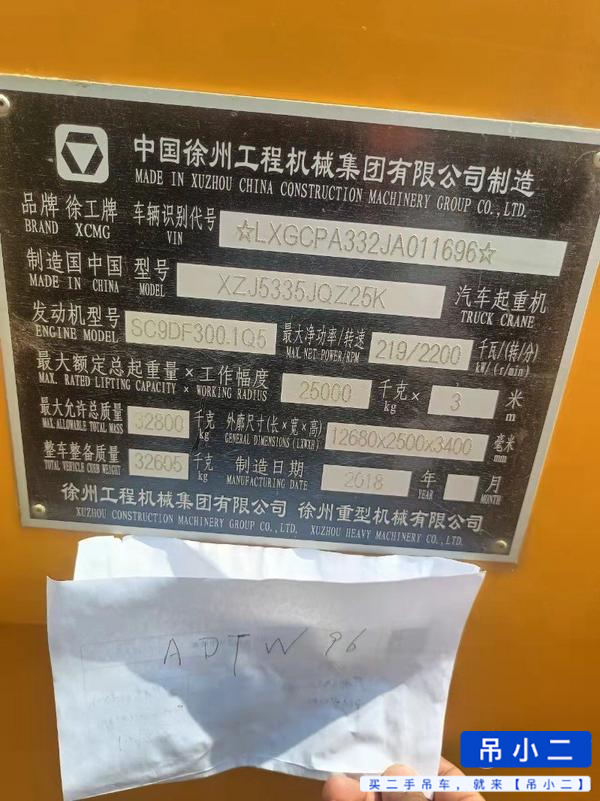 中国徐州工程机械集团有限公司制造
MADE IN XUZHOU CHINA CONSTRUCTION MACHINERY GROUP CO., LTD.
品牌 徐工牌 车辆识别代号 ☆LXGCPA332JA011696☆
BRAND XCMG VIN
制造国 中国 型号 XZJ5335JQZ25K 汽车起重机
MADE IN CHINA MODEL TRUCK CRANE
发动机型号 SC9DF300.1Q5 最大净功率/转速 219/2200 千瓦/(转/分)
ENGINE MODEL MAX. NET POWER/RPM kW/(r/min)
最大额定总起重量×工作幅度 25000 千克× 3 米
MAX. RATED LIFTING CAPACITY × WORKING RADIUS kg m
最大允许总质量 32800 千克 外廓尺寸(长×宽×高) 12680x2500x3400 毫米
MAX. ALLOWABLE TOTAL MASS kg GENERAL DIMENSIONS (LXWXH) mm
整车整备质量 32605 千克 制造日期 2018 年 月
TOTAL VEHICLE CURB WEIGHT kg MANUFACTURING DATE YEAR MONTH
徐州工程机械集团有限公司 徐州重型机械有限公司
XUZHOU CONSTRUCTION MACHINERY GROUP CO., LTD. XUZHOU HEAVY MACHINERY CO., LTD.
ADTW96
吊小二
买二手吊车，就来【吊小二】